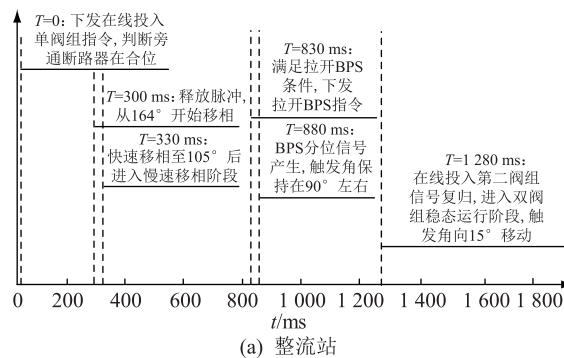 T=0: 下发在线投入
单阀组指令, 判断旁
通断路器在合位
T=300 ms: 释放脉冲,
从164°开始移相
T=330 ms:
快速移相至105°后
进入慢速移相阶段
T=830 ms:
满足拉开BPS
条件, 下发
拉开BPS指令
T=880 ms:
BPS分位信号
产生, 触发角保
持在90°左右
T=1 280 ms:
在线投入第二阀组
信号复归, 进入双阀
组稳态运行阶段, 触
发角向15°移动
0 200 400 600 800 1 000 1 200 1 400 1 600 1 800
t/ms
(a) 整流站